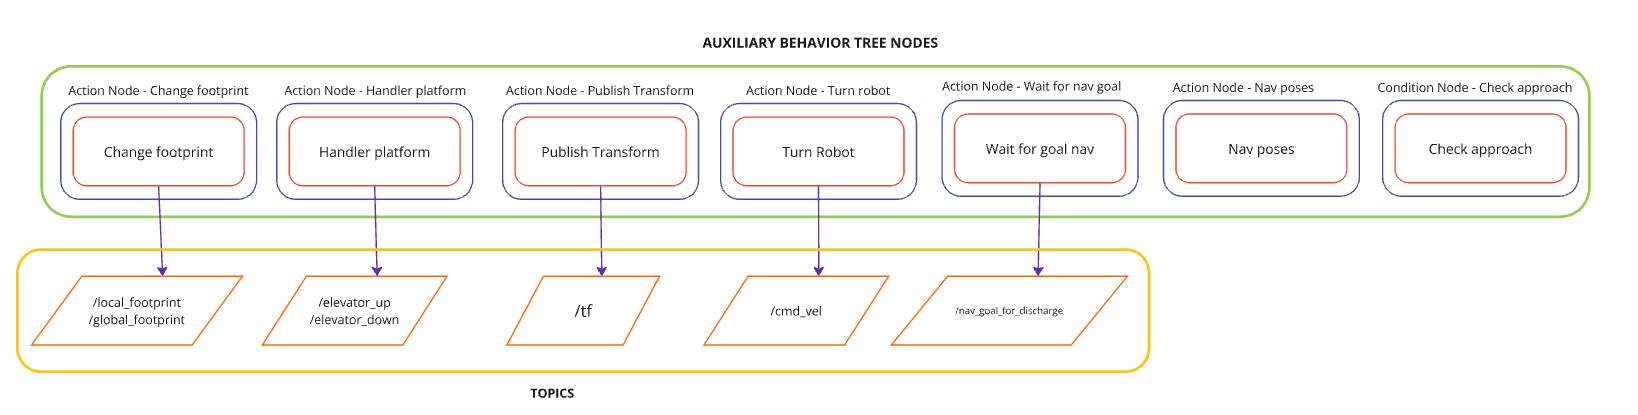 AUXILIARY BEHAVIOR TREE NODES
Action Node - Change footprint
Action Node - Handler platform
Action Node - Publish Transform
Action Node - Turn robot
Action Node - Wait for nav goal
Action Node - Nav poses
Condition Node - Check approach
Change footprint
Handler platform
Publish Transform
Turn Robot
Wait for goal nav
Nav poses
Check approach
/local_footprint
/global_footprint
/elevator_up
/elevator_down
/tf
/cmd_vel
/nav_goal_for_discharge
TOPICS